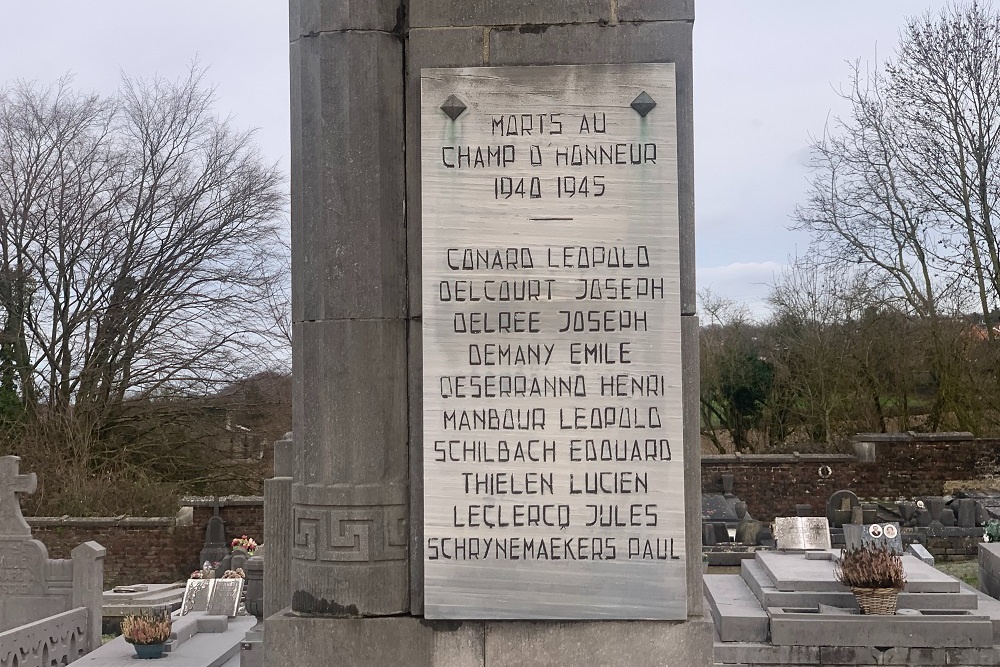 MORTS AU
CHAMP D'HONNEUR
1940 1945
CONARD LEOPOLD
DELCOURT JOSEPH
DELREE JOSEPH
DEMANY EMILE
DESERRANNO HENRI
MANBOUR LEOPOLD
SCHILBACH EDOUARD
THIELEN LUCIEN
LECLERCQ JULES
SCHRYNEMAEKERS PAUL